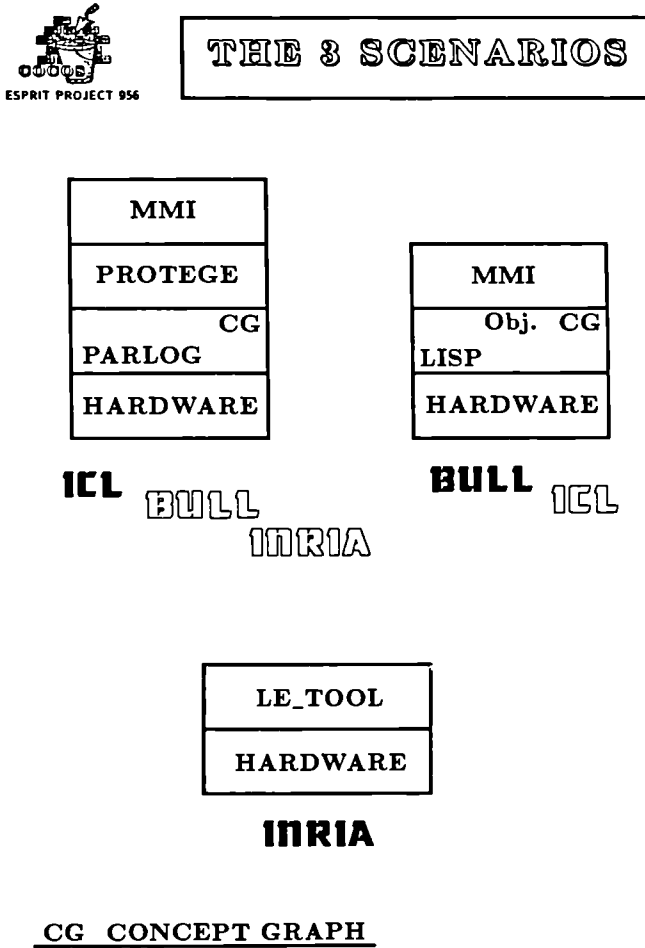 COCOS
ESPRIT PROJECT 956
THE 3 SCENARIOS
MMI
PROTEGE
CG
PARLOG
HARDWARE
ICL
BULL
INRIA
MMI
Obj. CG
LISP
HARDWARE
BULL
ICL
LE_TOOL
HARDWARE
INRIA
CG CONCEPT GRAPH